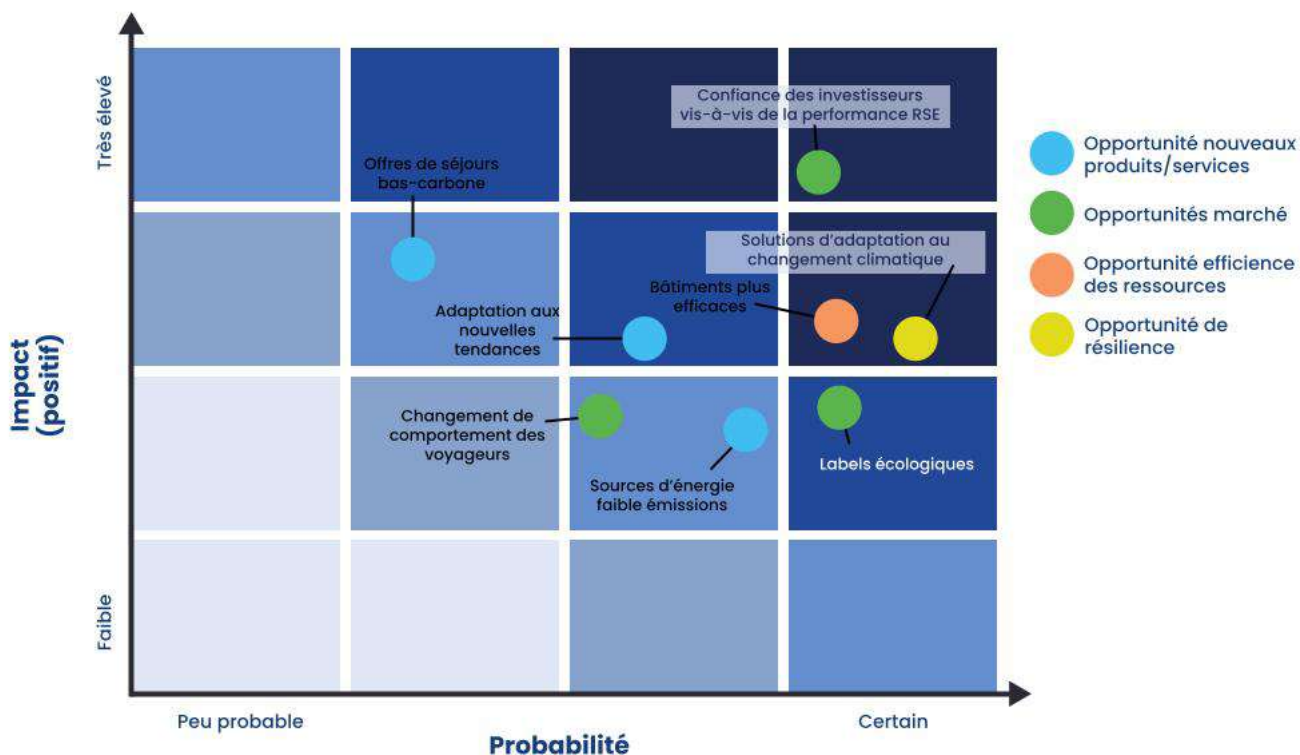 Impact
(positif)
Très élevé
Faible
Confiance des investisseurs
vis-à-vis de la performance RSE
Offres de séjours
bas-carbone
Solutions d'adaptation au
changement climatique
Bâtiments plus
efficaces
Adaptation aux
nouvelles
tendances
Changement de
comportement des
voyageurs
Sources d'énergie
faible émissions
Labels écologiques
Peu probable
Certain
Probabilité
Opportunité nouveaux
produits/services
Opportunités marché
Opportunité efficience
des ressources
Opportunité de
résilience